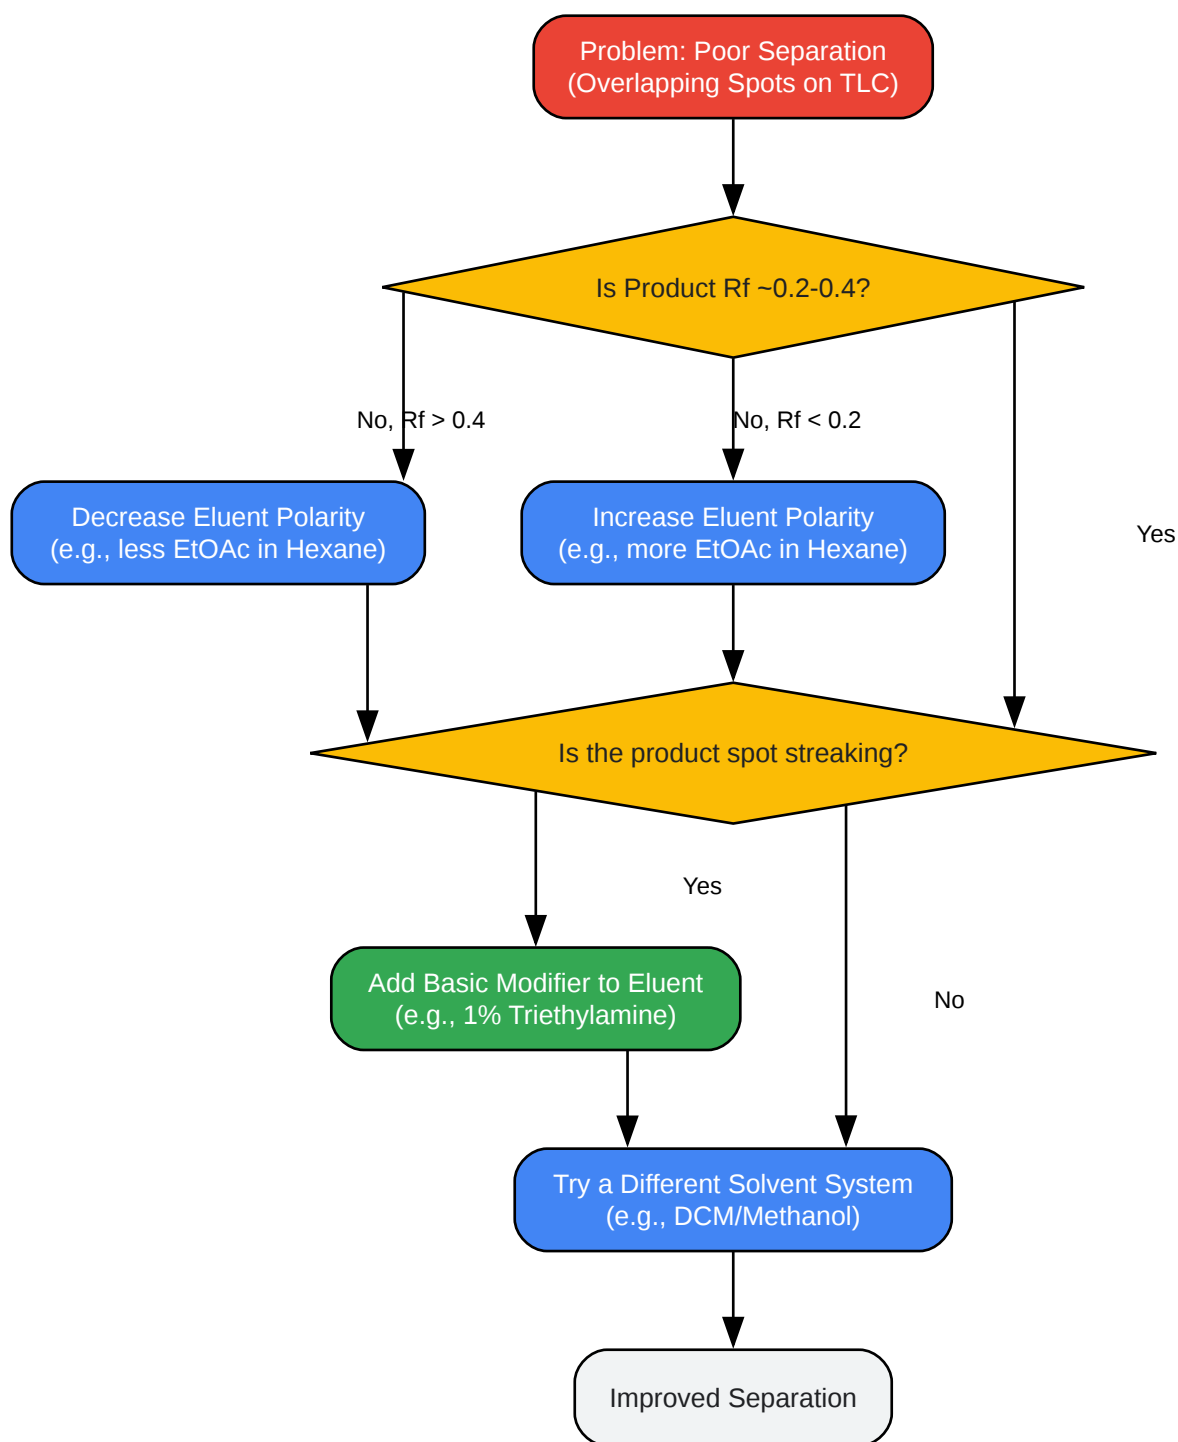 Problem: Poor Separation
(Overlapping Spots on TLC)
Is Product Rf ~0.2-0.4?
No, Rf > 0.4
No, Rf < 0.2
Decrease Eluent Polarity
(e.g., less EtOAc in Hexane)
Increase Eluent Polarity
(e.g., more EtOAc in Hexane)
Yes
Is the product spot streaking?
Yes
Add Basic Modifier to Eluent
(e.g., 1% Triethylamine)
No
Try a Different Solvent System
(e.g., DCM/Methanol)
Improved Separation